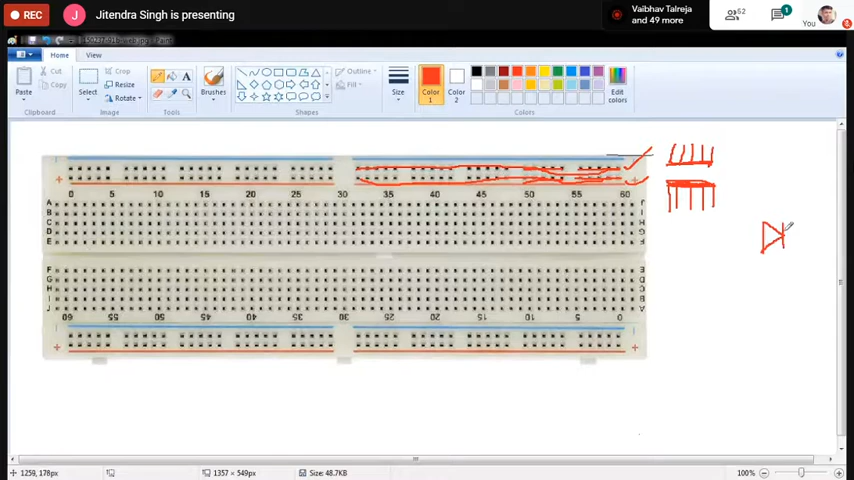 REC
J
Jitendra Singh is presenting
Vaibhav Talreja
and 49 more
52
1
You
Home
View
Paste
Cut
Copy
Clipboard
Select
Crop
Resize
Rotate
Image
Tools
Brushes
Outline
Fill
Shapes
Size
Color
1
Color
2
Edit
colors
Colors
+ +
0 5 10 15 20 25 30 35 40 45 50 55 60
A J
B I
C H
D G
E F
F E
G D
H C
I B
J A
60 55 50 45 40 35 30 25 20 15 10 5 0
+ +
1259, 178px
1357 × 549px
Size: 48.7KB
100%